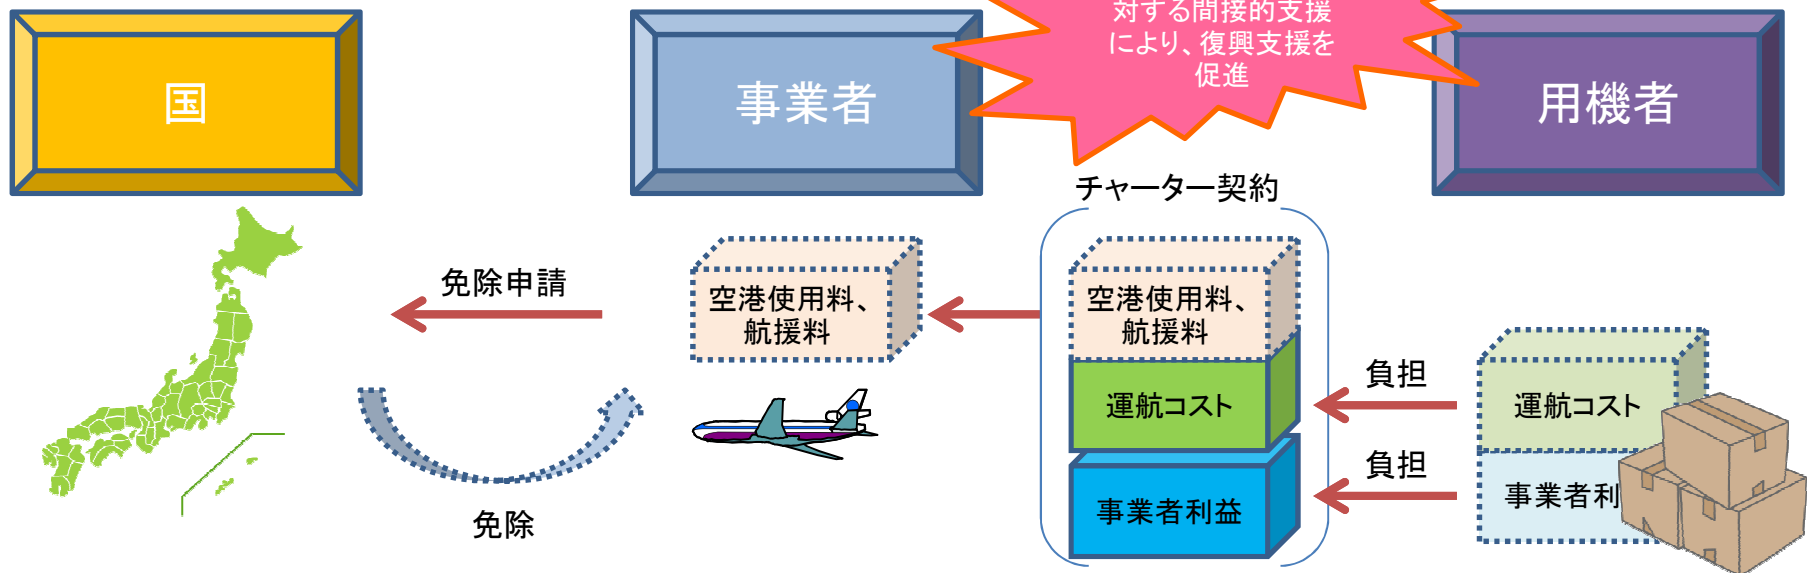 対する間接的支援
により、復興支援を
促進
国
事業者
用機者
チャーター契約
免除申請
空港使用料、
航援料
空港使用料、
航援料
運航コスト
事業者利益
負担
負担
運航コスト
事業者利
免除